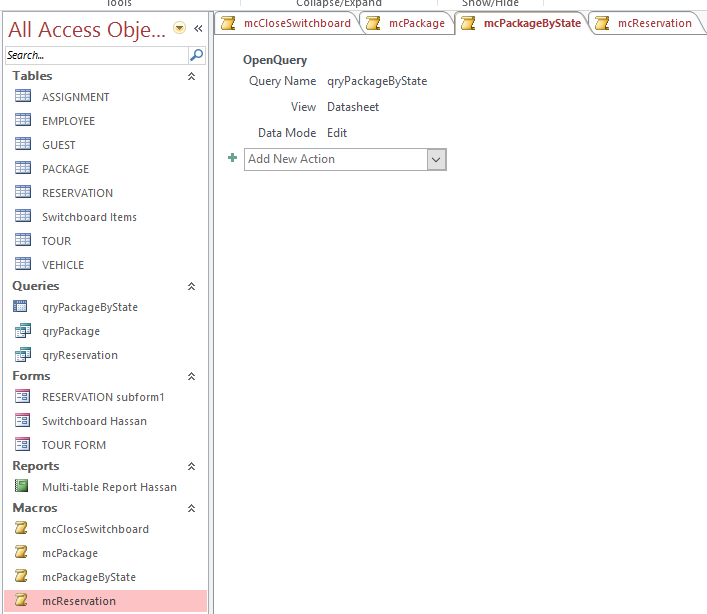 Tools Collapse/Expand Show/Hide
All Access Obje...
Search...
Tables
ASSIGNMENT
EMPLOYEE
GUEST
PACKAGE
RESERVATION
Switchboard Items
TOUR
VEHICLE
Queries
qryPackageByState
qryPackage
qryReservation
Forms
RESERVATION subform1
Switchboard Hassan
TOUR FORM
Reports
Multi-table Report Hassan
Macros
mcCloseSwitchboard
mcPackage
mcPackageByState
mcReservation
mcCloseSwitchboard mcPackage mcPackageByState mcReservation
OpenQuery
Query Name qryPackageByState
View Datasheet
Data Mode Edit
Add New Action